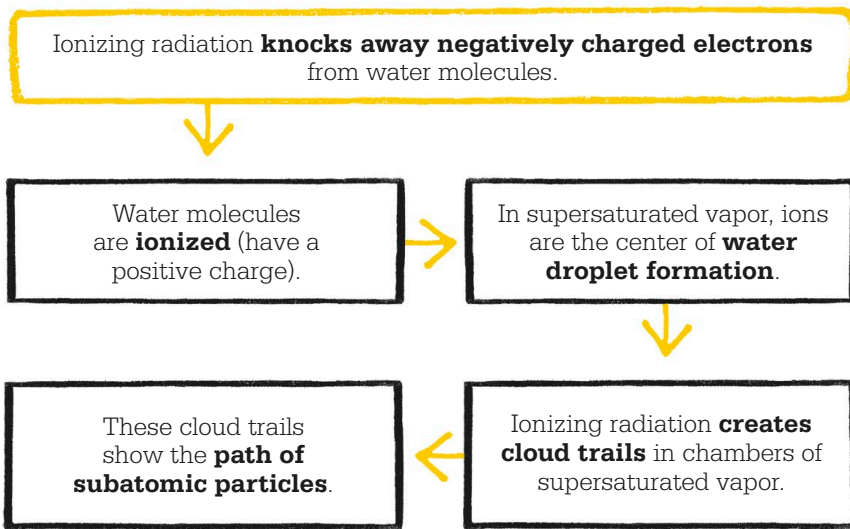 Ionizing radiation knocks away negatively charged electrons
from water molecules.
Water molecules
are ionized (have a
positive charge).
In supersaturated vapor, ions
are the center of water
droplet formation.
Ionizing radiation creates
cloud trails in chambers of
supersaturated vapor.
These cloud trails
show the path of
subatomic particles.